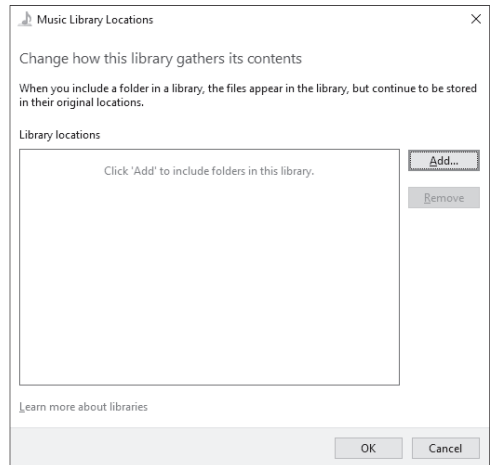 Music Library Locations
Change how this library gathers its contents
When you include a folder in a library, the files appear in the library, but continue to be stored
in their original locations.
Library locations
Click 'Add' to include folders in this library.
Add...
Remove
Learn more about libraries
OK
Cancel